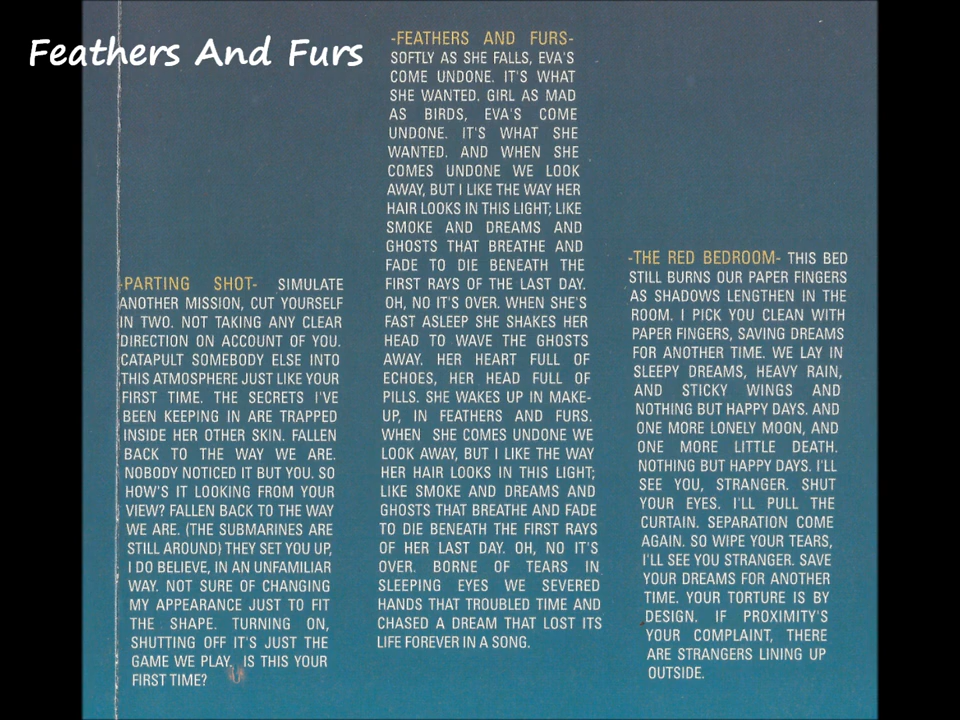 Feathers And Furs
-PARTING SHOT- SIMULATE
ANOTHER MISSION, CUT YOURSELF
IN TWO. NOT TAKING ANY CLEAR
DIRECTION ON ACCOUNT OF YOU.
CATAPULT SOMEBODY ELSE INTO
THIS ATMOSPHERE JUST LIKE YOUR
FIRST TIME. THE SECRETS I'VE
BEEN KEEPING IN ARE TRAPPED
INSIDE HER OTHER SKIN. FALLEN
BACK TO THE WAY WE ARE.
NOBODY NOTICED IT BUT YOU. SO
HOW'S IT LOOKING FROM YOUR
VIEW? FALLEN BACK TO THE WAY
WE ARE. (THE SUBMARINES ARE
STILL AROUND) THEY SET YOU UP,
I DO BELIEVE, IN AN UNFAMILIAR
WAY. NOT SURE OF CHANGING
MY APPEARANCE JUST TO FIT
THE SHAPE. TURNING ON,
SHUTTING OFF IT'S JUST THE
GAME WE PLAY. IS THIS YOUR
FIRST TIME?
-FEATHERS AND FURS-
SOFTLY AS SHE FALLS, EVA'S
COME UNDONE. IT'S WHAT
SHE WANTED. GIRL AS MAD
AS BIRDS, EVA'S COME
UNDONE. IT'S WHAT SHE
WANTED. AND WHEN SHE
COMES UNDONE WE LOOK
AWAY, BUT I LIKE THE WAY HER
HAIR LOOKS IN THIS LIGHT; LIKE
SMOKE AND DREAMS AND
GHOSTS THAT BREATHE AND
FADE TO DIE BENEATH THE
FIRST RAYS OF THE LAST DAY.
OH, NO IT'S OVER. WHEN SHE'S
FAST ASLEEP SHE SHAKES HER
HEAD TO WAVE THE GHOSTS
AWAY. HER HEART FULL OF
ECHOES, HER HEAD FULL OF
PILLS. SHE WAKES UP IN MAKE-
UP, IN FEATHERS AND FURS.
WHEN SHE COMES UNDONE WE
LOOK AWAY, BUT I LIKE THE WAY
HER HAIR LOOKS IN THIS LIGHT;
LIKE SMOKE AND DREAMS AND
GHOSTS THAT BREATHE AND FADE
TO DIE BENEATH THE FIRST RAYS
OF HER LAST DAY. OH, NO IT'S
OVER. BORNE OF TEARS IN
SLEEPING EYES WE SEVERED
HANDS THAT TROUBLED TIME AND
CHASED A DREAM THAT LOST ITS
LIFE FOREVER IN A SONG.
-THE RED BEDROOM- THIS BED
STILL BURNS OUR PAPER FINGERS
AS SHADOWS LENGTHEN IN THE
ROOM. I PICK YOU CLEAN WITH
PAPER FINGERS, SAVING DREAMS
FOR ANOTHER TIME. WE LAY IN
SLEEPY DREAMS, HEAVY RAIN,
AND STICKY WINGS AND
NOTHING BUT HAPPY DAYS. AND
ONE MORE LONELY MOON, AND
ONE MORE LITTLE DEATH.
NOTHING BUT HAPPY DAYS. I'LL
SEE YOU, STRANGER. SHUT
YOUR EYES. I'LL PULL THE
CURTAIN. SEPARATION COME
AGAIN. SO WIPE YOUR TEARS,
I'LL SEE YOU STRANGER. SAVE
YOUR DREAMS FOR ANOTHER
TIME. YOUR TORTURE IS BY
DESIGN. IF PROXIMITY'S
YOUR COMPLAINT, THERE
ARE STRANGERS LINING UP
OUTSIDE.